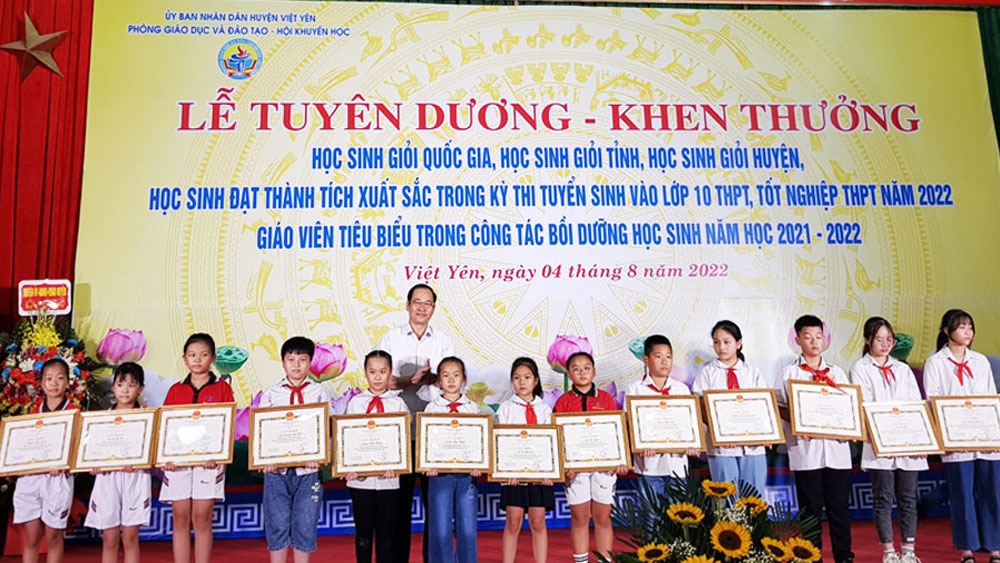 ỦY BAN NHÂN DÂN HUYỆN VIỆT YÊN
PHÒNG GIÁO DỤC VÀ ĐÀO TẠO - HỘI KHUYẾN HỌC
LỄ TUYÊN DƯƠNG - KHEN THƯỞNG
HỌC SINH GIỎI QUỐC GIA, HỌC SINH GIỎI TỈNH, HỌC SINH GIỎI HUYỆN,
HỌC SINH ĐẠT THÀNH TÍCH XUẤT SẮC TRONG KỲ THI TUYỂN SINH VÀO LỚP 10 THPT, TỐT NGHIỆP THPT NĂM 2022
GIÁO VIÊN TIÊU BIỂU TRONG CÔNG TÁC BỒI DƯỠNG HỌC SINH NĂM HỌC 2021 - 2022
Việt Yên, ngày 04 tháng 8 năm 2022